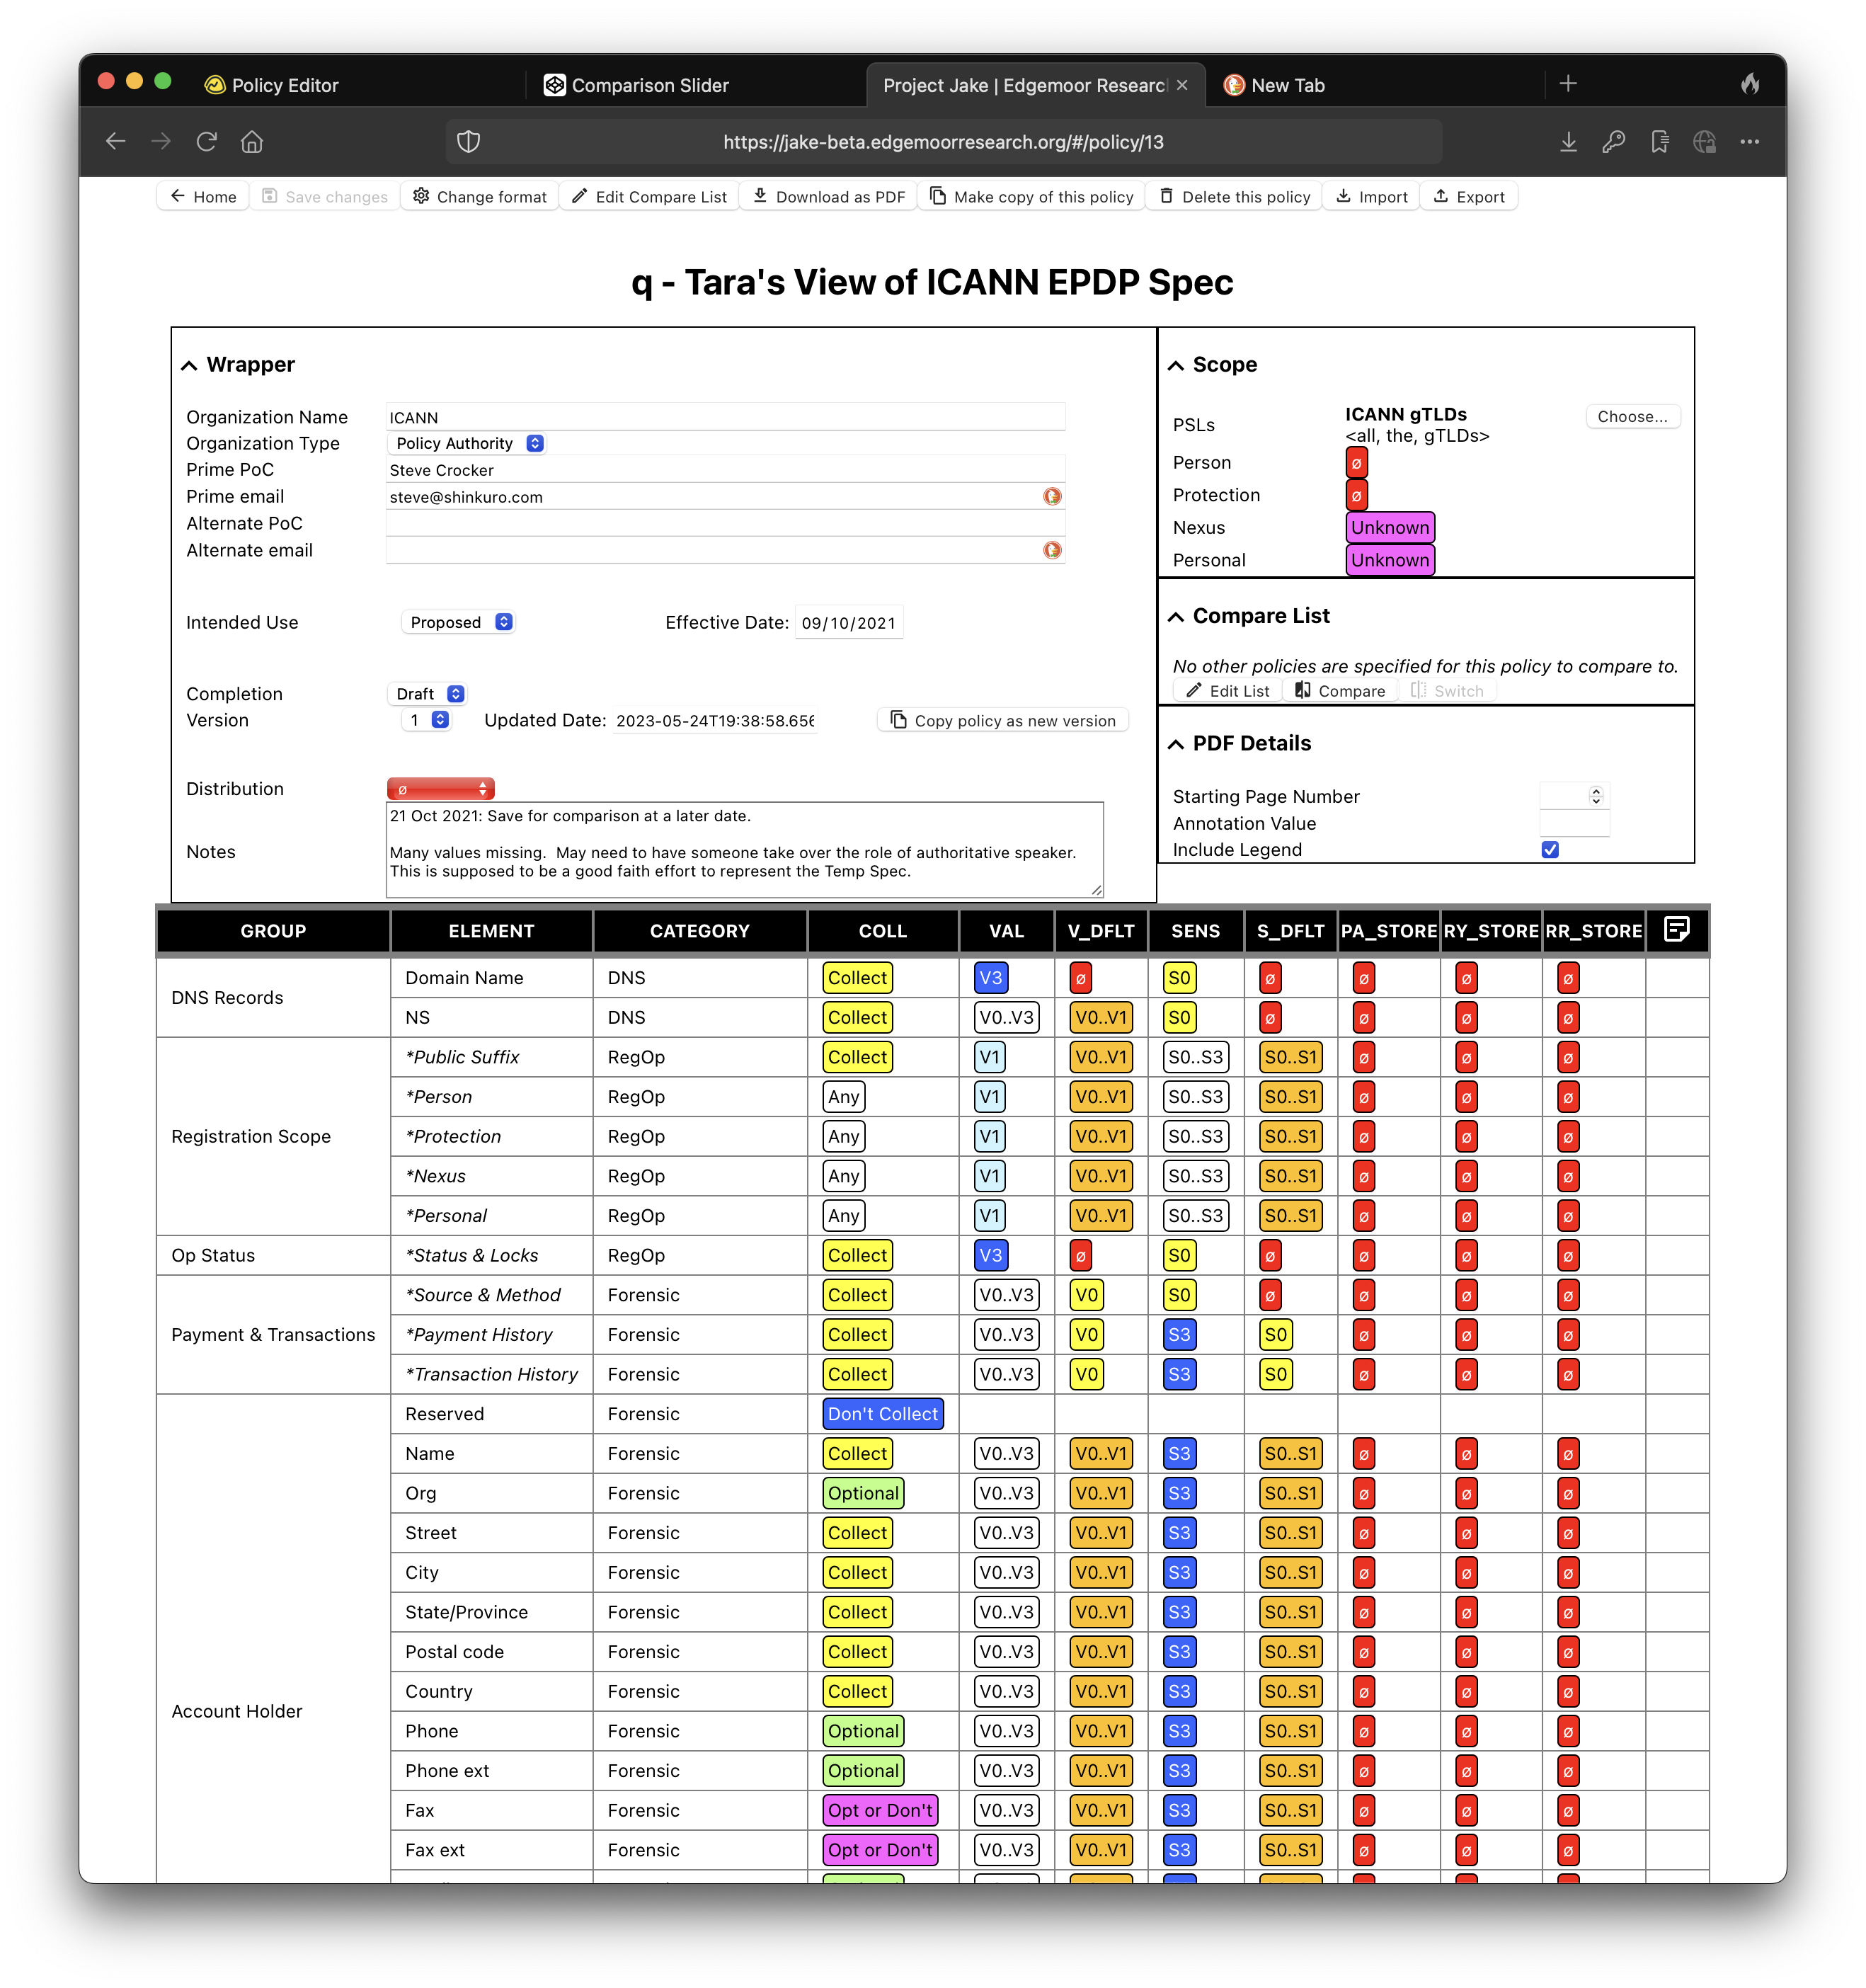 Policy Editor
Comparison Slider
Project Jake | Edgemoor Researc
New Tab
https://jake-beta.edgemoorresearch.org/#/policy/13
Home Save changes Change format Edit Compare List Download as PDF Make copy of this policy Delete this policy Import Export
q - Tara's View of ICANN EPDP Spec
Wrapper
Organization Name ICANN
Organization Type Policy Authority
Prime PoC Steve Crocker
Prime email steve@shinkuro.com
Alternate PoC
Alternate email
Intended Use Proposed Effective Date: 09/10/2021
Completion Draft
Version 1 Updated Date: 2023-05-24T19:38:58.656 Copy policy as new version
Distribution ø
Notes
21 Oct 2021: Save for comparison at a later date.
Many values missing.  May need to have someone take over the role of authoritative speaker.
This is supposed to be a good faith effort to represent the Temp Spec.
Scope
PSLs
ICANN gTLDs
<all, the, gTLDs>
Choose...
Person ø
Protection ø
Nexus Unknown
Personal Unknown
Compare List
No other policies are specified for this policy to compare to.
Edit List Compare Switch
PDF Details
Starting Page Number
Annotation Value
Include Legend
GROUP ELEMENT CATEGORY COLL VAL V_DFLT SENS S_DFLT PA_STORE RY_STORE RR_STORE
DNS Records
Domain Name DNS Collect V3 ø S0 ø ø ø ø
NS DNS Collect V0..V3 V0..V1 S0 ø ø ø ø
Registration Scope
*Public Suffix RegOp Collect V1 V0..V1 S0..S3 S0..S1 ø ø ø
*Person RegOp Any V1 V0..V1 S0..S3 S0..S1 ø ø ø
*Protection RegOp Any V1 V0..V1 S0..S3 S0..S1 ø ø ø
*Nexus RegOp Any V1 V0..V1 S0..S3 S0..S1 ø ø ø
*Personal RegOp Any V1 V0..V1 S0..S3 S0..S1 ø ø ø
Op Status *Status & Locks RegOp Collect V3 ø S0 ø ø ø ø
Payment & Transactions
*Source & Method Forensic Collect V0..V3 V0 S0 ø ø ø ø
*Payment History Forensic Collect V0..V3 V0 S3 S0 ø ø ø
*Transaction History Forensic Collect V0..V3 V0 S3 S0 ø ø ø
Account Holder
Reserved Forensic Don't Collect
Name Forensic Collect V0..V3 V0..V1 S3 S0..S1 ø ø ø
Org Forensic Optional V0..V3 V0..V1 S3 S0..S1 ø ø ø
Street Forensic Collect V0..V3 V0..V1 S3 S0..S1 ø ø ø
City Forensic Collect V0..V3 V0..V1 S3 S0..S1 ø ø ø
State/Province Forensic Collect V0..V3 V0..V1 S3 S0..S1 ø ø ø
Postal code Forensic Collect V0..V3 V0..V1 S3 S0..S1 ø ø ø
Country Forensic Collect V0..V3 V0..V1 S3 S0..S1 ø ø ø
Phone Forensic Optional V0..V3 V0..V1 S3 S0..S1 ø ø ø
Phone ext Forensic Optional V0..V3 V0..V1 S3 S0..S1 ø ø ø
Fax Forensic Opt or Don't V0..V3 V0..V1 S3 S0..S1 ø ø ø
Fax ext Forensic Opt or Don't V0..V3 V0..V1 S3 S0..S1 ø ø ø